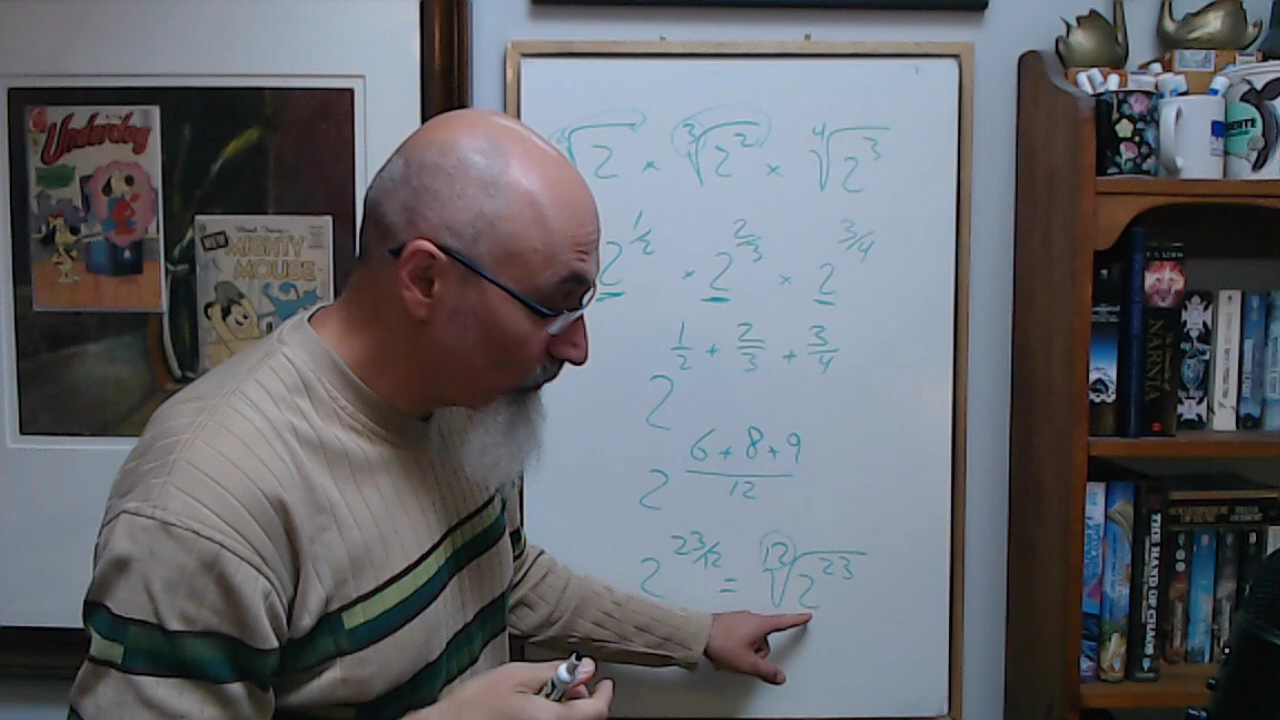 Underdog
NEW
MIGHTY
MOUSE
√2 × ³√2² × ⁴√2³
2^1/2 × 2^2/3 × 2^3/4
2^(1/2 + 2/3 + 3/4)
2^((6+8+9)/12)
2^23/12 = ¹²√2²³
NARNIA
THE HAND OF CHAOS